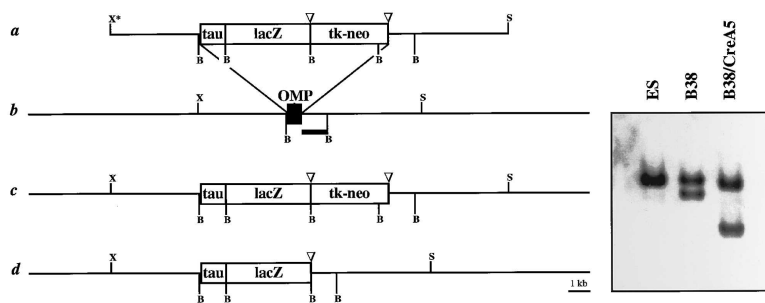 X* S
a tau lacZ tk-neo
B B B B B
OMP
b X S
B B
X S
c tau lacZ tk-neo
B B B B B
X S
d tau lacZ
B B B B
1 kb
ES B38 B38/CreA5